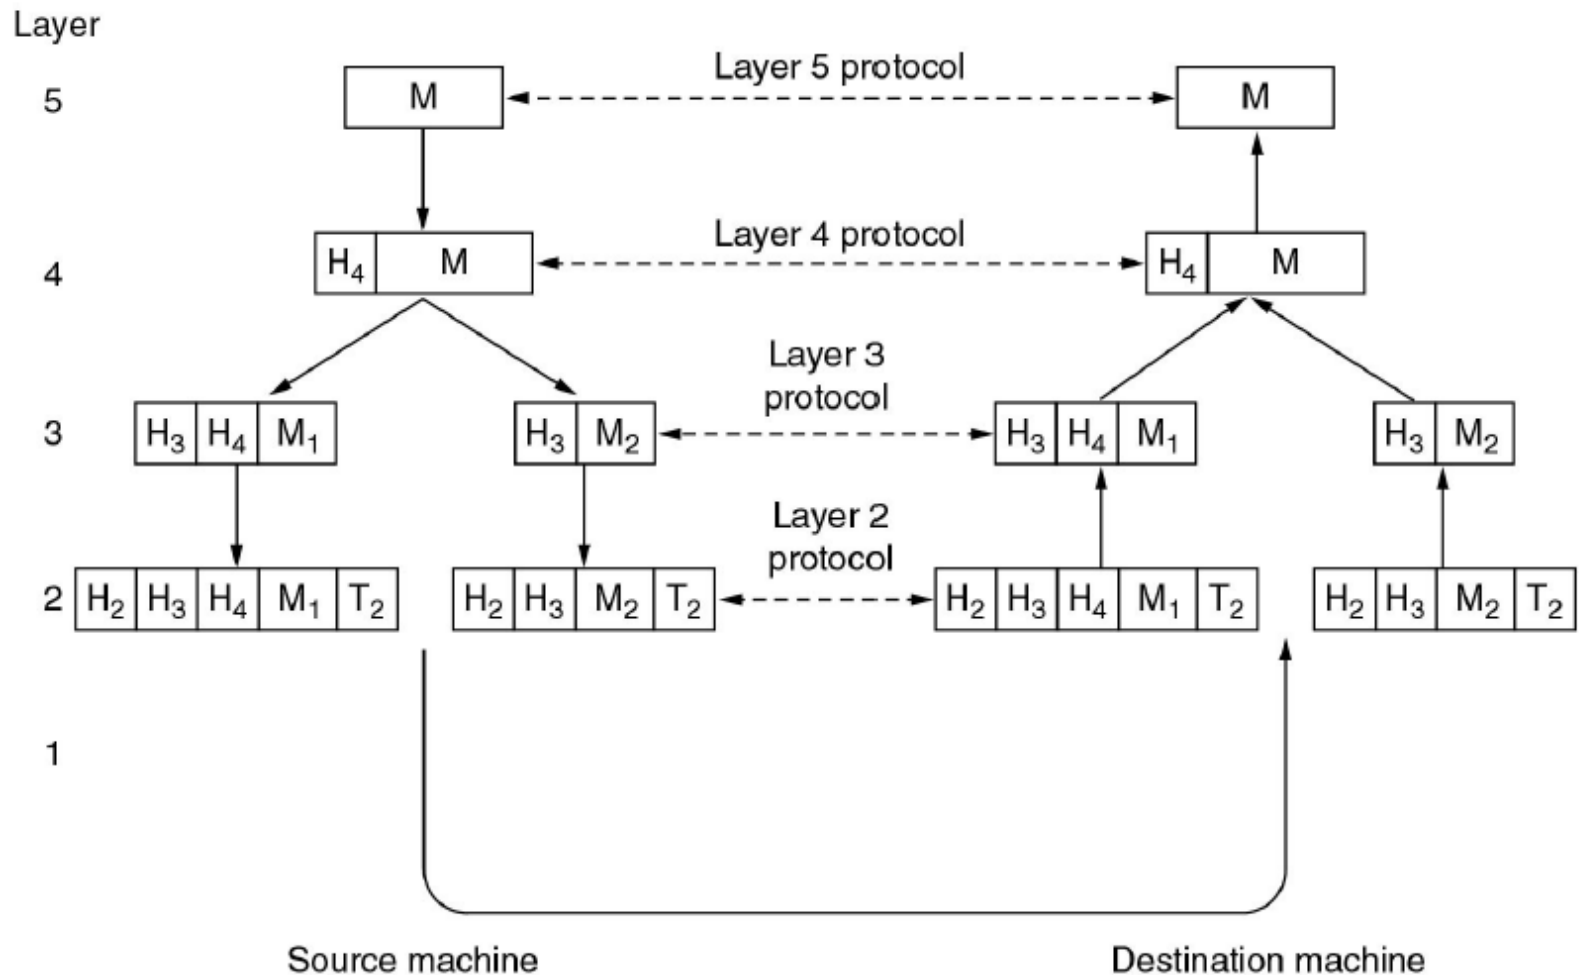 Layer
Layer 5 protocol
5 M M
Layer 4 protocol
4 H₄ M H₄ M
Layer 3
protocol
3 H₃ H₄ M₁ H₃ M₂ H₃ H₄ M₁ H₃ M₂
Layer 2
protocol
2 H₂ H₃ H₄ M₁ T₂ H₂ H₃ M₂ T₂ H₂ H₃ H₄ M₁ T₂ H₂ H₃ M₂ T₂
1
Source machine Destination machine